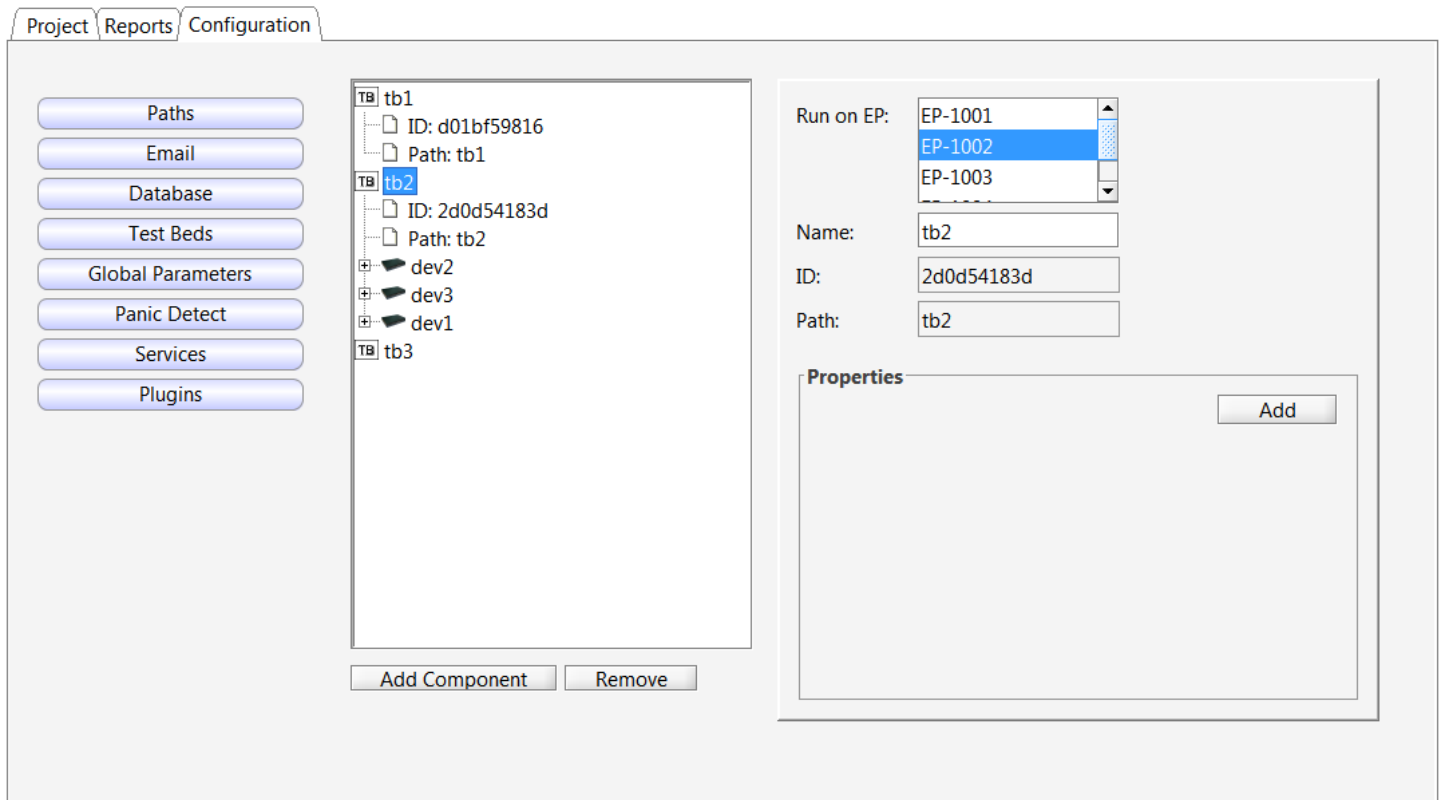 Project Reports Configuration
Paths
Email
Database
Test Beds
Global Parameters
Panic Detect
Services
Plugins
TB tb1
ID: d01bf59816
Path: tb1
TB tb2
ID: 2d0d54183d
Path: tb2
dev2
dev3
dev1
TB tb3
Add Component Remove
Run on EP:
EP-1001
EP-1002
EP-1003
Name: tb2
ID: 2d0d54183d
Path: tb2
Properties
Add